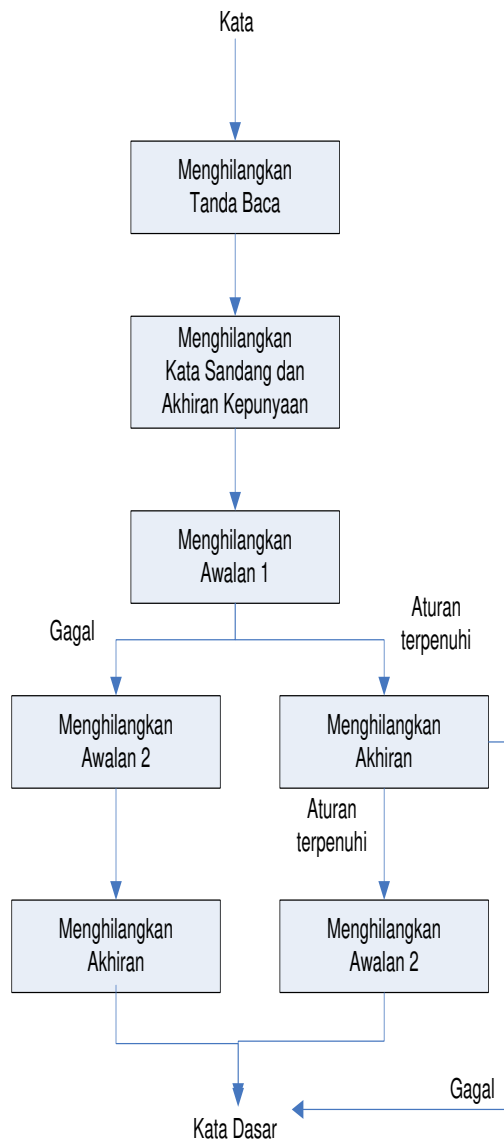 Kata
Menghilangkan
Tanda Baca
Menghilangkan
Kata Sandang dan
Akhiran Kepunyaan
Menghilangkan
Awalan 1
Gagal
Aturan
terpenuhi
Menghilangkan
Awalan 2
Menghilangkan
Akhiran
Aturan
terpenuhi
Menghilangkan
Akhiran
Menghilangkan
Awalan 2
Gagal
Kata Dasar